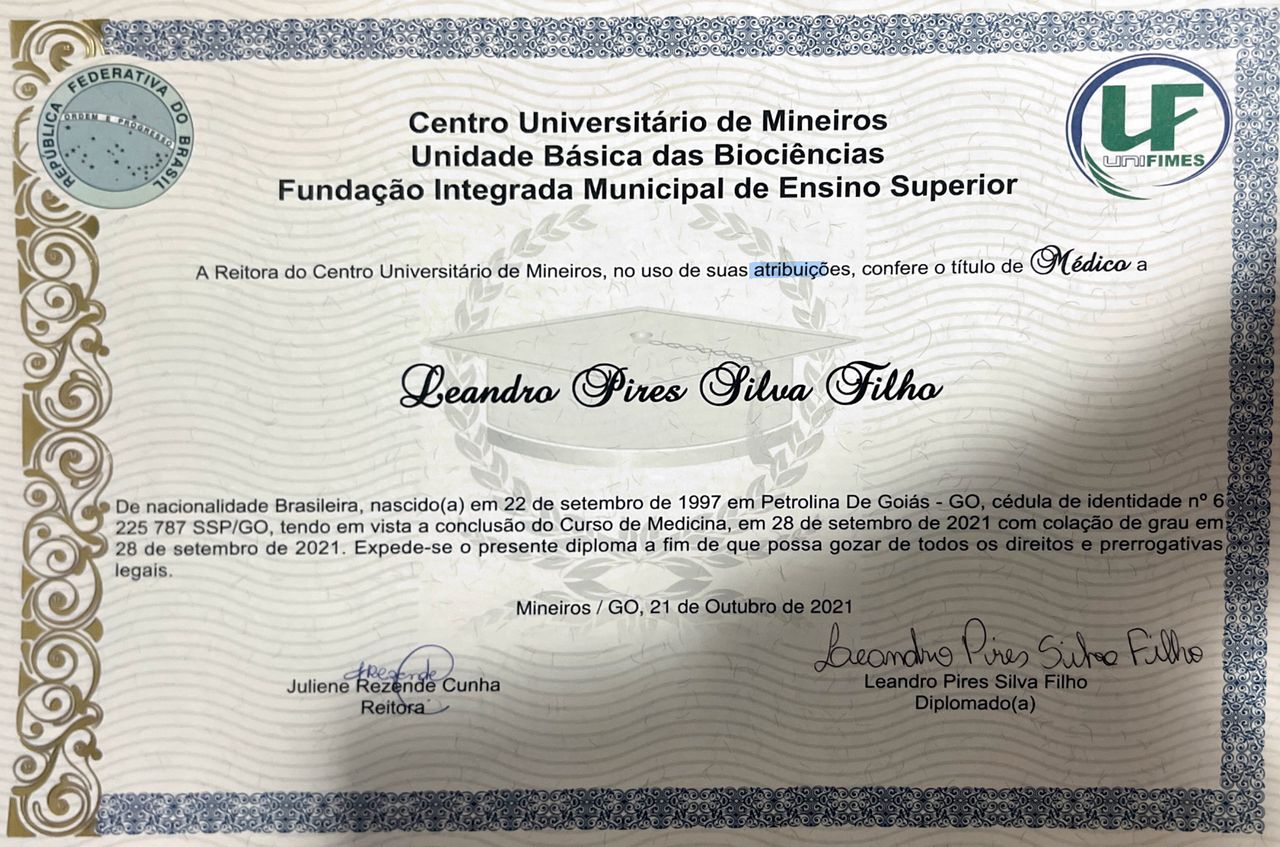 REPÚBLICA FEDERATIVA DO BRASIL
ORDEM E PROGRESSO
UF
UNIFIMES
Centro Universitário de Mineiros
Unidade Básica das Biociências
Fundação Integrada Municipal de Ensino Superior
A Reitora do Centro Universitário de Mineiros, no uso de suas atribuições, confere o título de Médico a
Leandro Pires Silva Filho
De nacionalidade Brasileira, nascido(a) em 22 de setembro de 1997 em Petrolina De Goiás - GO, cédula de identidade nº 6
225 787 SSP/GO, tendo em vista a conclusão do Curso de Medicina, em 28 de setembro de 2021 com colação de grau em
28 de setembro de 2021. Expede-se o presente diploma a fim de que possa gozar de todos os direitos e prerrogativas
legais.
Mineiros / GO, 21 de Outubro de 2021
Leandro Pires Silva Filho
Juliene Rezende Cunha
Reitora
Leandro Pires Silva Filho
Diplomado(a)